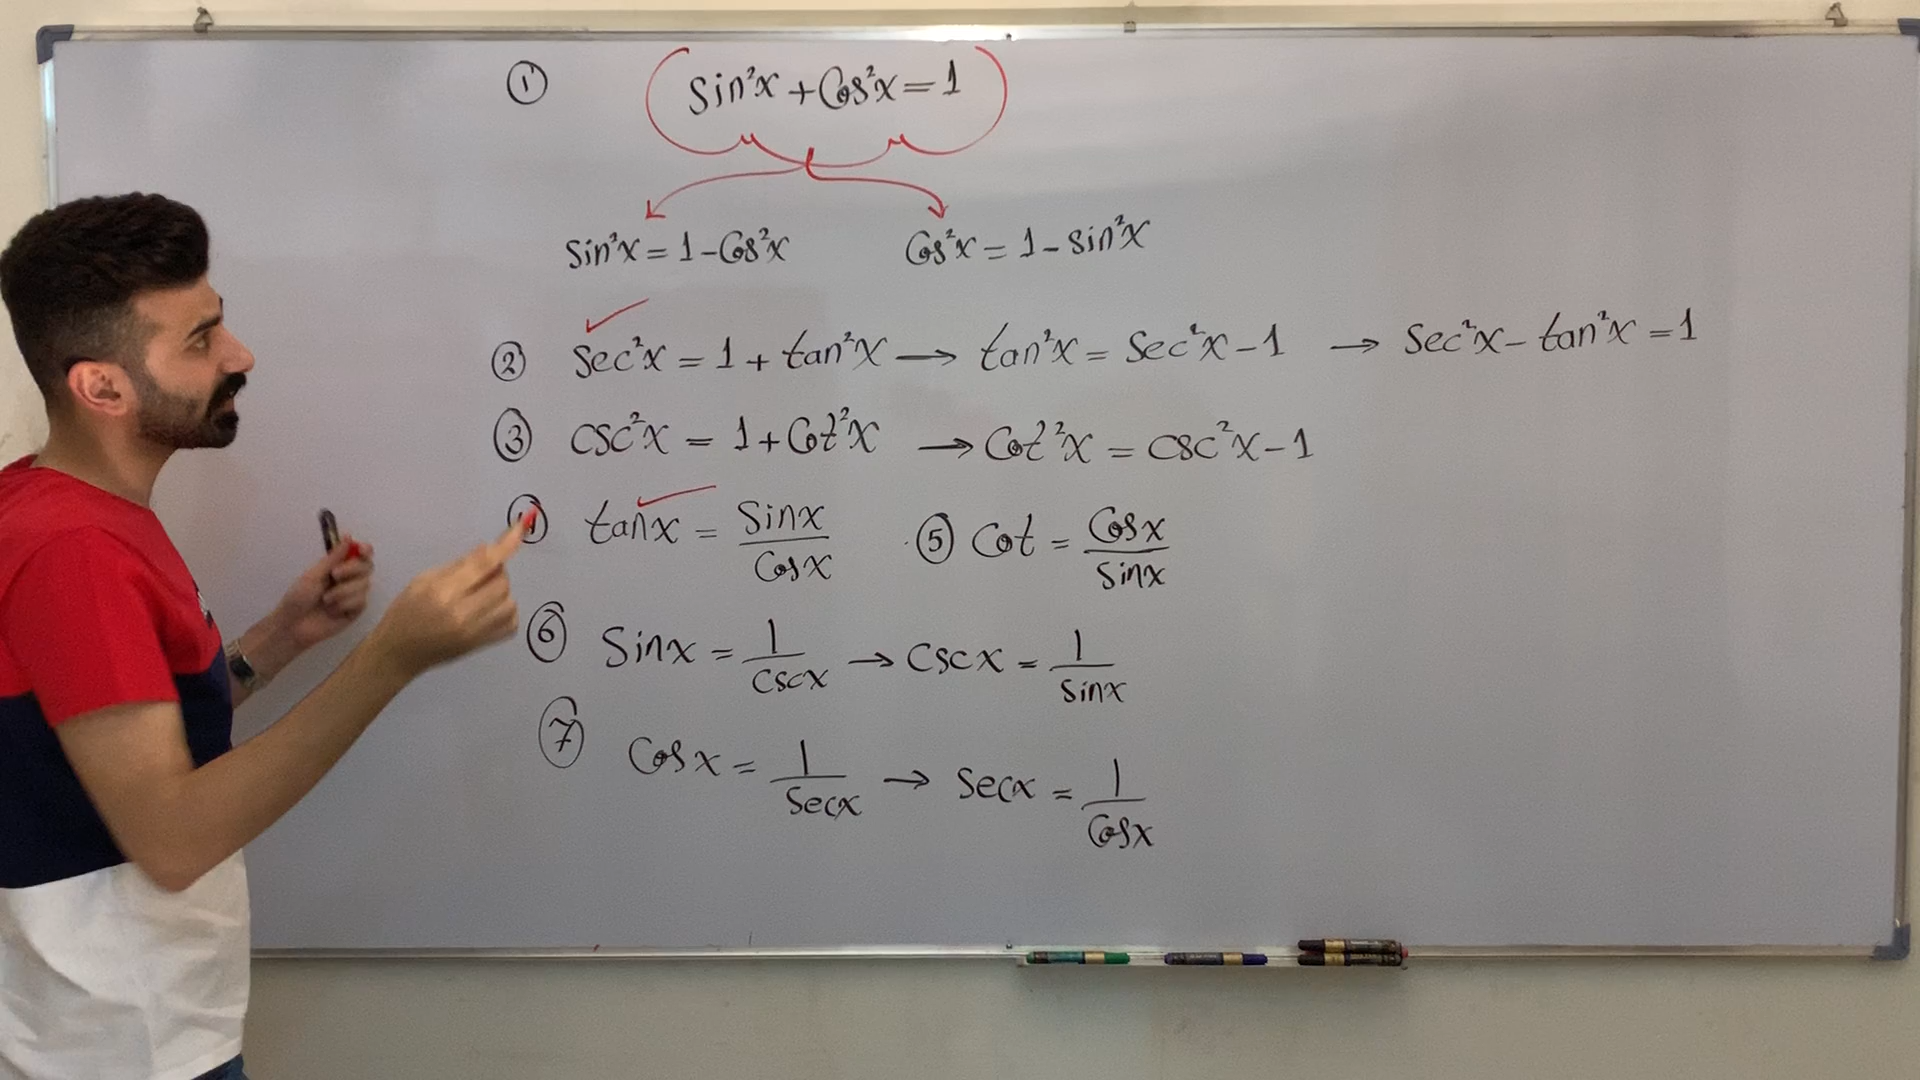 ① sin²x + cos²x = 1
sin²x = 1 - cos²x cos²x = 1 - sin²x
② sec²x = 1 + tan²x → tan²x = sec²x - 1 → sec²x - tan²x = 1
③ csc²x = 1 + cot²x → cot²x = csc²x - 1
④ tanx = sinx/cosx ⑤ cot = cosx/sinx
⑥ sinx = 1/cscx → cscx = 1/sinx
⑦ cosx = 1/secx → secx = 1/cosx